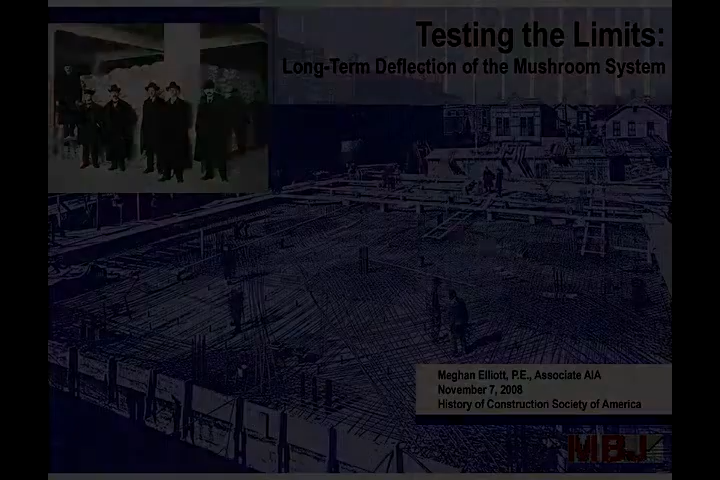 Testing the Limits:
Long-Term Deflection of the Mushroom System
Meghan Elliott, P.E., Associate AIA
November 7, 2008
History of Construction Society of America
MBJ